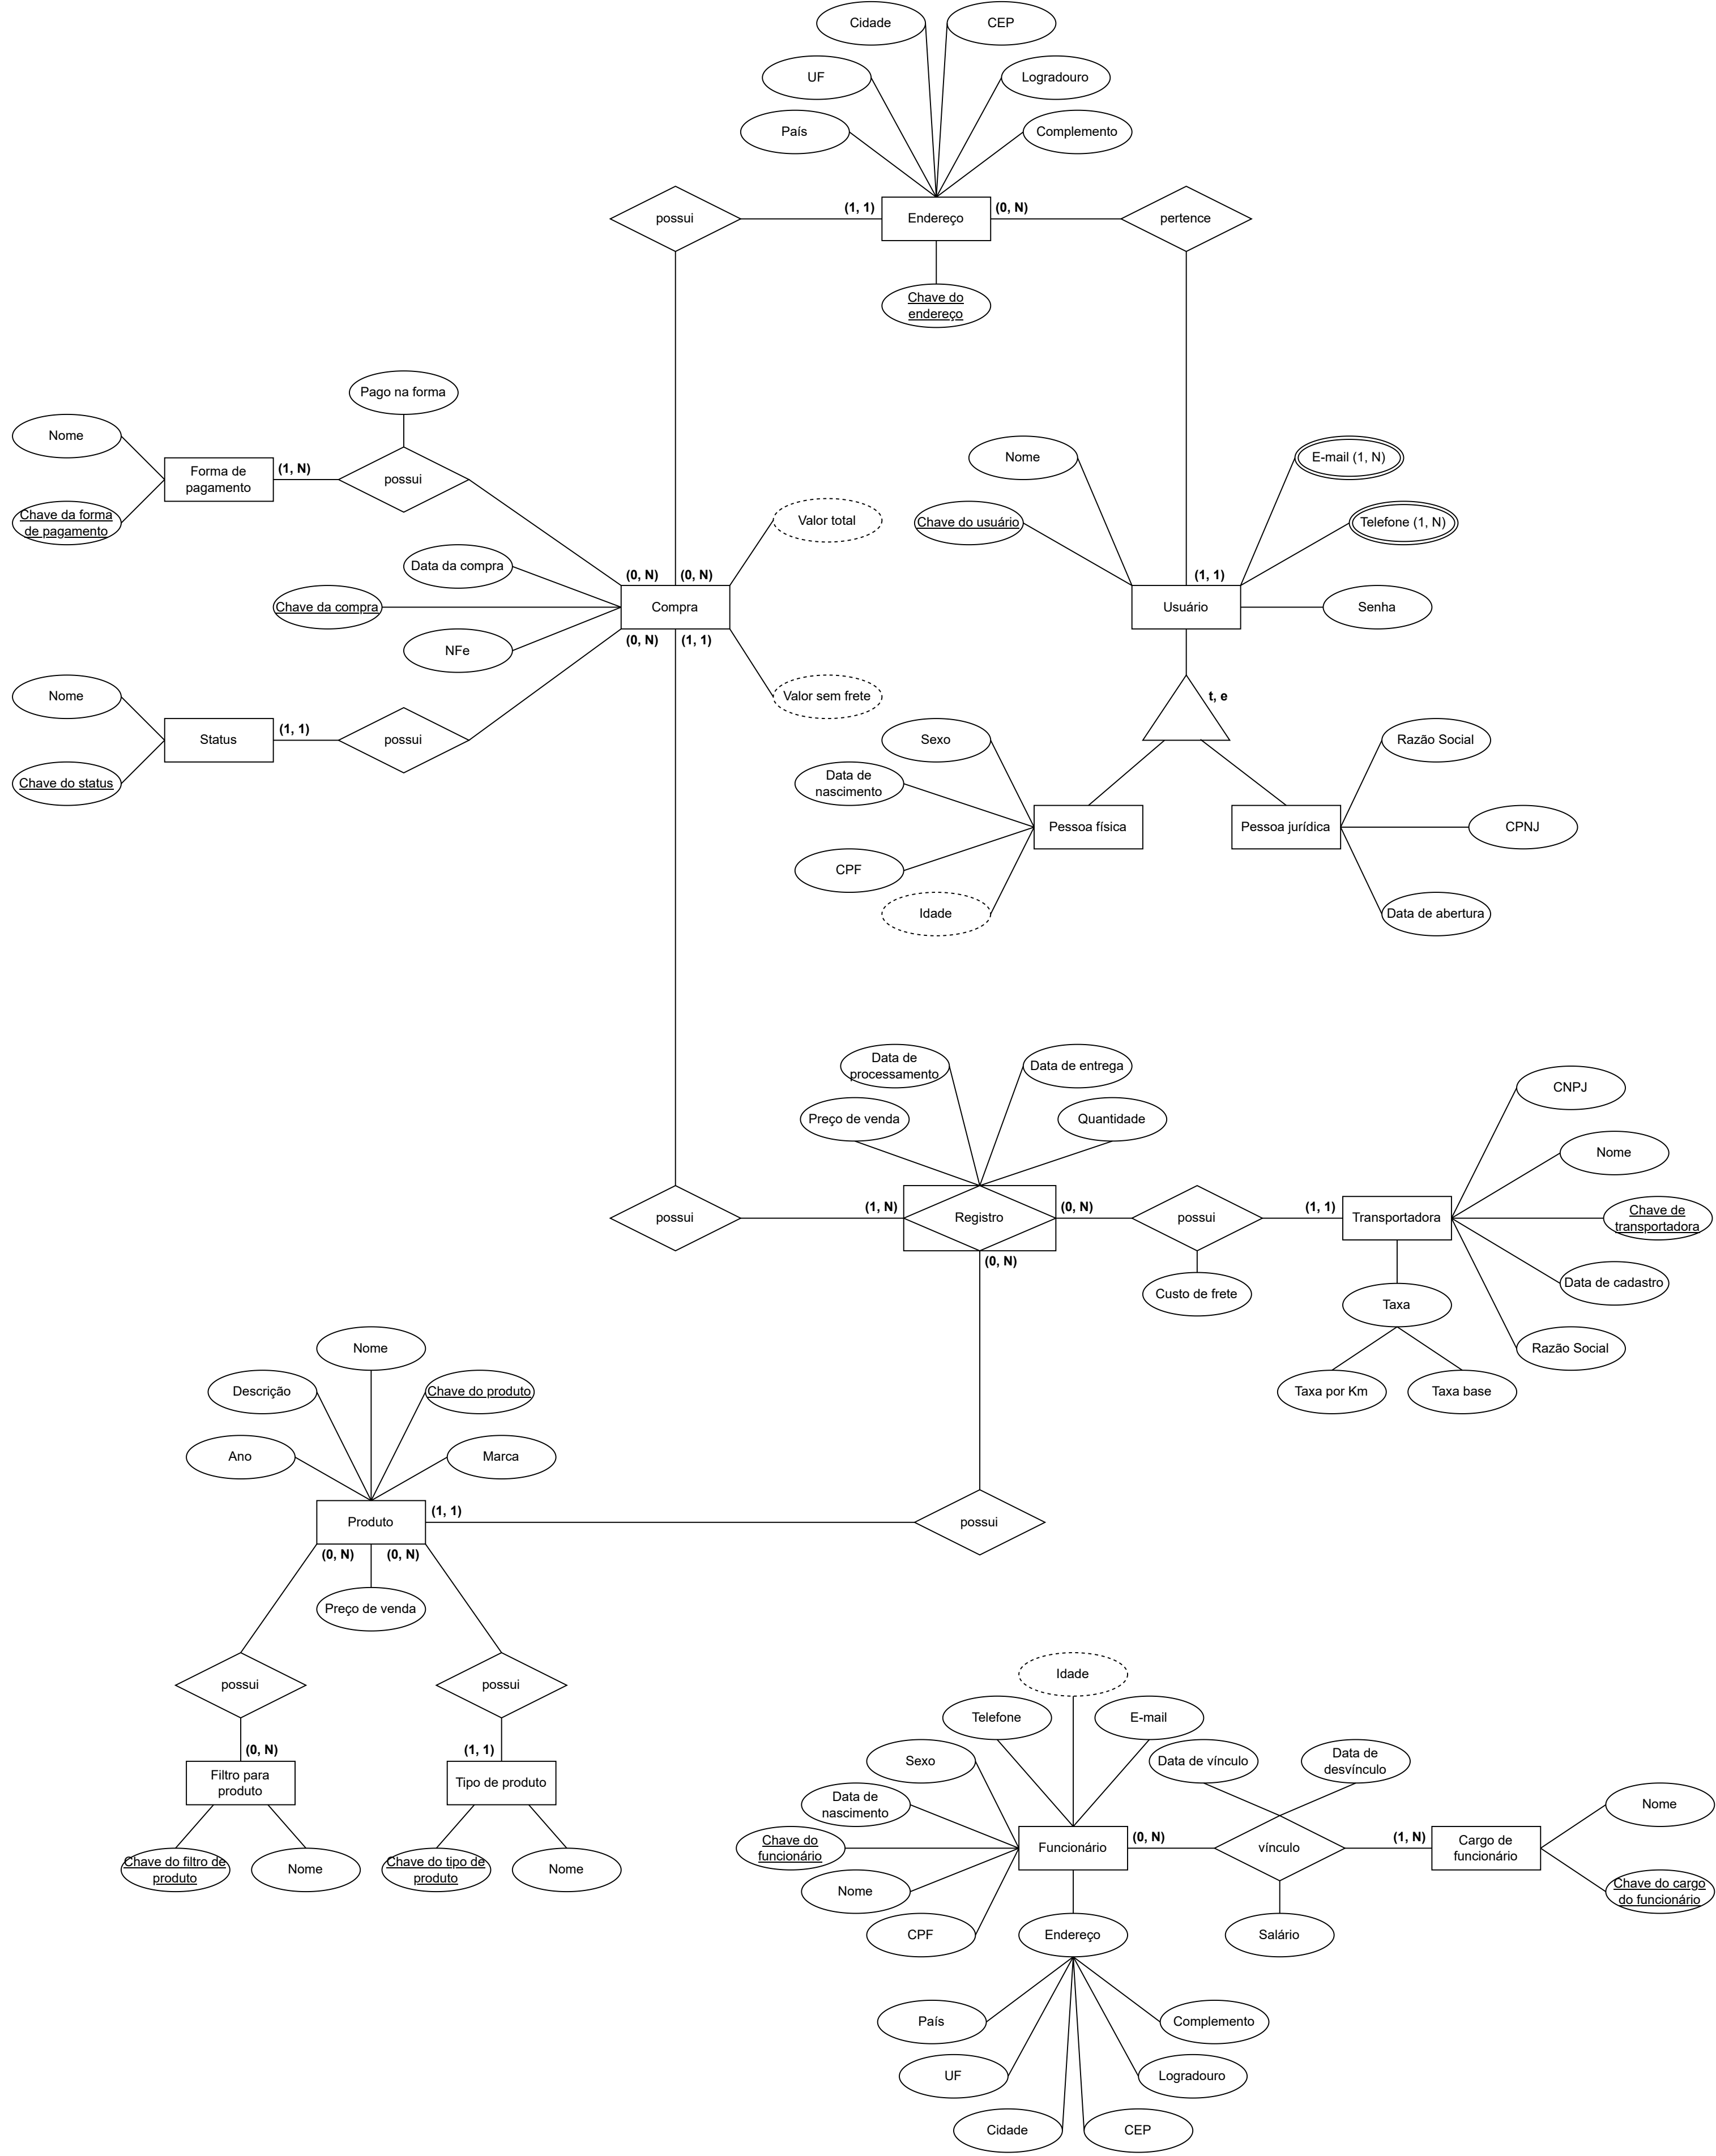 Cidade
CEP
UF
Logradouro
País
Complemento
possui
(1, 1)
Endereço
(0, N)
pertence
Chave do
endereço
Pago na forma
Nome
Forma de
pagamento
(1, N)
possui
Chave da forma
de pagamento
Nome
E-mail (1, N)
Chave do usuário
Telefone (1, N)
Valor total
Data da compra
(0, N)
(0, N)
(1, 1)
Chave da compra
Compra
Usuário
Senha
NFe
(0, N)
(1, 1)
Nome
Valor sem frete
t, e
Status
(1, 1)
possui
Chave do status
Sexo
Razão Social
Data de
nascimento
Pessoa física
Pessoa jurídica
CPNJ
CPF
Idade
Data de abertura
Data de
processamento
Data de entrega
CNPJ
Preço de venda
Quantidade
Nome
possui
(1, N)
Registro
(0, N)
possui
(1, 1)
Transportadora
Chave de
transportadora
(0, N)
Custo de frete
Taxa
Data de cadastro
Razão Social
Taxa por Km
Taxa base
Nome
Descrição
Chave do produto
Ano
Marca
Produto
(1, 1)
possui
(0, N)
(0, N)
Preço de venda
possui
possui
(0, N)
(1, 1)
Filtro para
produto
Tipo de produto
Chave do filtro de
produto
Nome
Chave do tipo de
produto
Nome
Idade
Telefone
E-mail
Sexo
Data de vínculo
Data de
desvínculo
Data de
nascimento
Nome
Chave do
funcionário
Funcionário
(0, N)
vínculo
(1, N)
Cargo de
funcionário
Nome
Chave do cargo
do funcionário
CPF
Endereço
Salário
País
Complemento
UF
Logradouro
Cidade
CEP